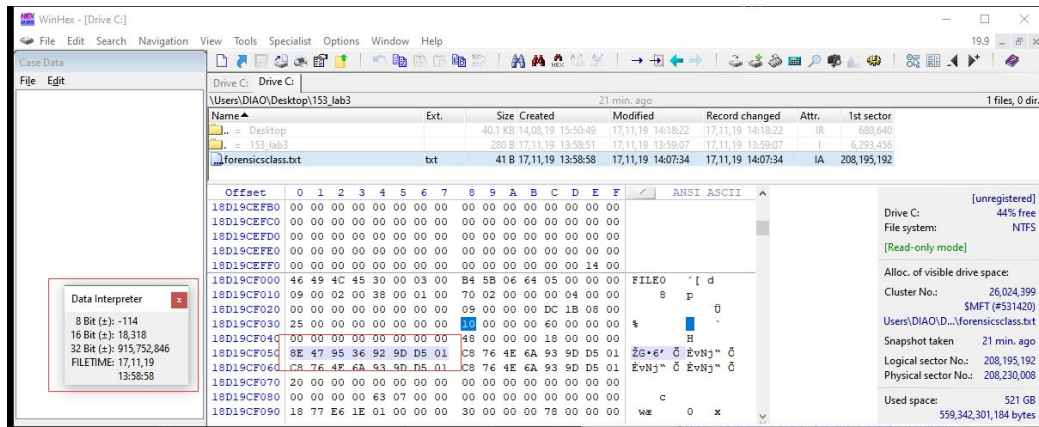 WinHex - [Drive C:]
File Edit Search Navigation View Tools Specialist Options Window Help
19.9
Case Data
File Edit
Drive C: Drive C:
\Users\DIAO\Desktop\153_lab3 21 min. ago 1 files, 0 dir.
Name Ext. Size Created Modified Record changed Attr. 1st sector
.. = Desktop 40.1 KB 14,08,19 15:50:49 17,11,19 14:18:22 17,11,19 14:18:22 IR 680,640
. = 153_lab3 280 B 17,11,19 13:58:51 17,11,19 13:59:07 17,11,19 13:59:07 I 6,293,456
forensicsclass.txt txt 41 B 17,11,19 13:58:58 17,11,19 14:07:34 17,11,19 14:07:34 IA 208,195,192
Offset 0 1 2 3 4 5 6 7 8 9 A B C D E F ANSI ASCII
18D19CEFB0 00 00 00 00 00 00 00 00 00 00 00 00 00 00 00 00
18D19CEFC0 00 00 00 00 00 00 00 00 00 00 00 00 00 00 00 00
18D19CEFD0 00 00 00 00 00 00 00 00 00 00 00 00 00 00 00 00
18D19CEFE0 00 00 00 00 00 00 00 00 00 00 00 00 00 00 00 00
18D19CEFF0 00 00 00 00 00 00 00 00 00 00 00 00 00 00 14 00
18D19CF000 46 49 4C 45 30 00 03 00 B4 5B 06 64 05 00 00 00 FILE0 ´[ d
18D19CF010 09 00 02 00 38 00 01 00 70 02 00 00 00 04 00 00 8 p
18D19CF020 00 00 00 00 00 00 00 00 09 00 00 00 DC 1B 08 00 Ü
18D19CF030 25 00 00 00 00 00 00 00 10 00 00 00 60 00 00 00 % `
18D19CF040 00 00 00 00 00 00 00 00 48 00 00 00 18 00 00 00 H
18D19CF050 8E 47 95 36 92 9D D5 01 C8 76 4E 6A 93 9D D5 01 ŽG•6’ Õ ÈvNj“ Õ
18D19CF060 C8 76 4E 6A 93 9D D5 01 C8 76 4E 6A 93 9D D5 01 ÈvNj“ Õ ÈvNj“ Õ
18D19CF070 20 00 00 00 00 00 00 00 00 00 00 00 00 00 00 00
18D19CF080 00 00 00 00 63 07 00 00 00 00 00 00 00 00 00 00 c
18D19CF090 18 77 E6 1E 01 00 00 00 30 00 00 00 78 00 00 00 wæ 0 x
Data Interpreter
8 Bit (±): -114
16 Bit (±): 18,318
32 Bit (±): 915,752,846
FILETIME: 17,11,19
13:58:58
[unregistered]
Drive C: 44% free
File system: NTFS
[Read-only mode]
Alloc. of visible drive space:
Cluster No.: 26,024,399
$MFT (#531420)
Users\DIAO\D...\forensicsclass.txt
Snapshot taken 21 min. ago
Logical sector No.: 208,195,192
Physical sector No.: 208,230,008
Used space: 521 GB
559,342,301,184 bytes